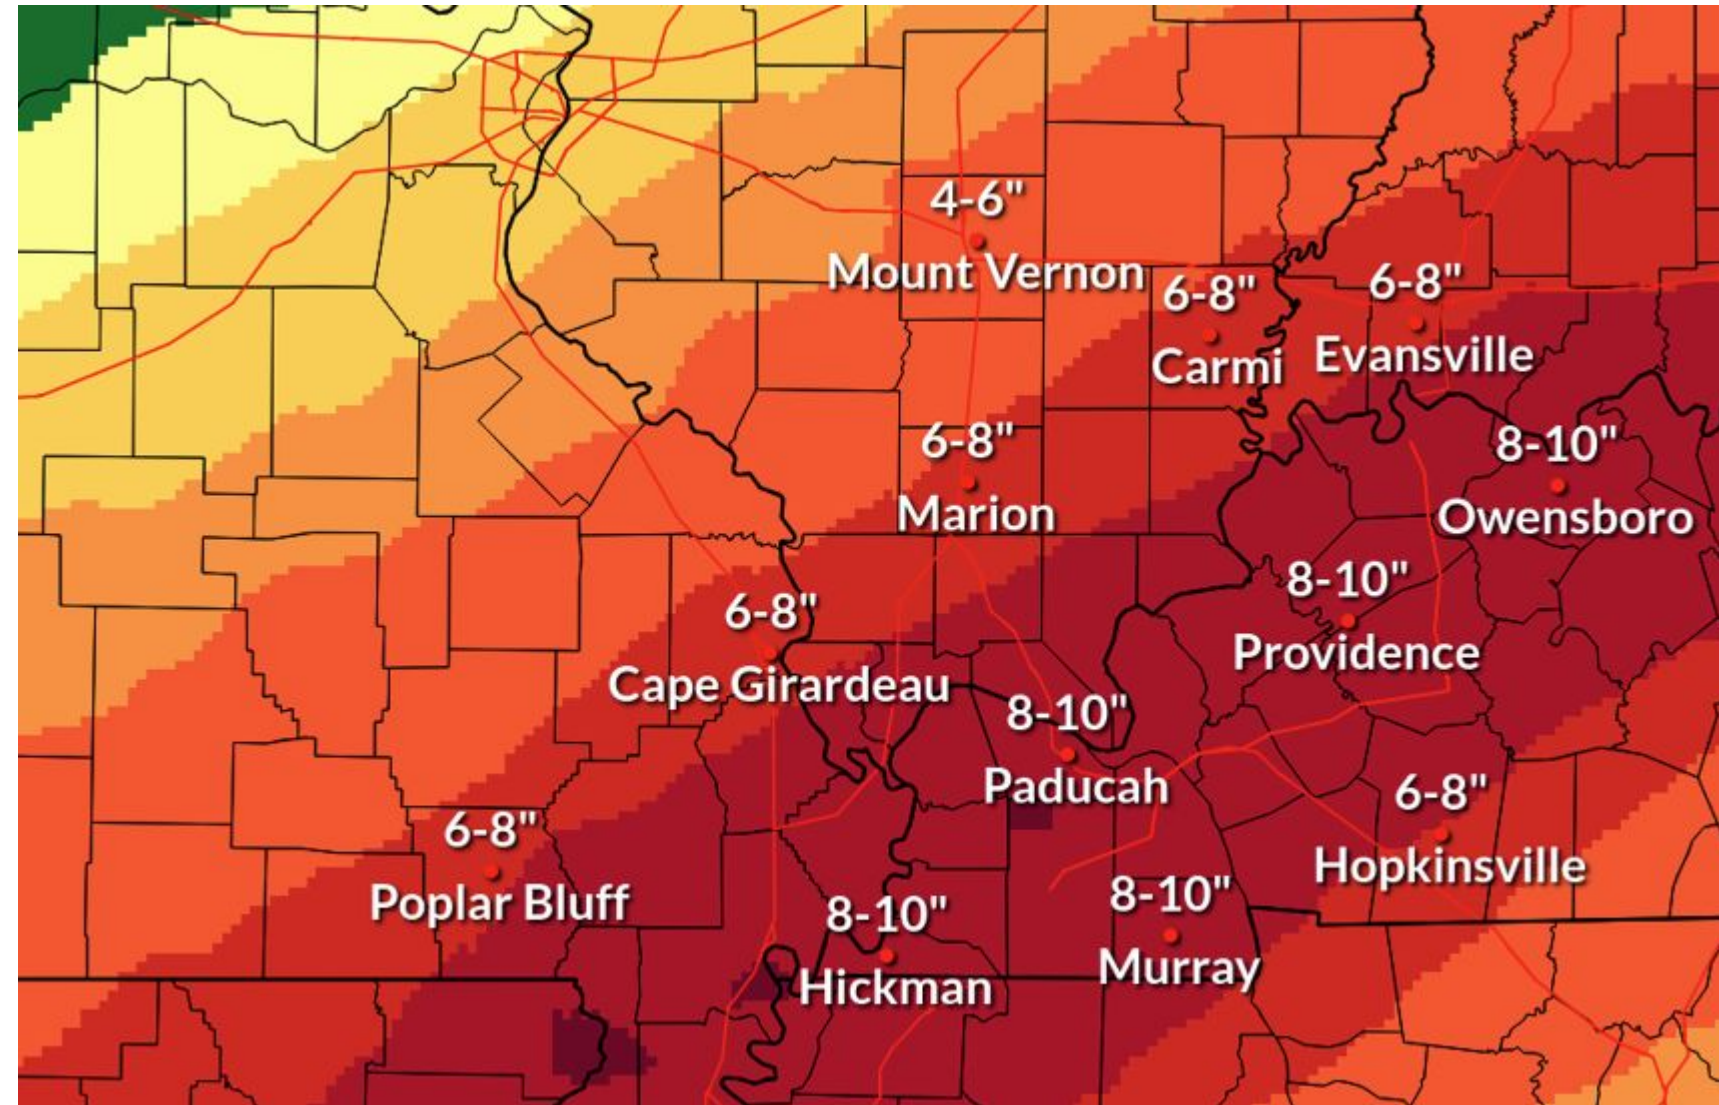 4-6"
Mount Vernon
6-8"
Carmi
6-8"
Evansville
6-8"
Marion
8-10"
Owensboro
8-10"
Providence
6-8"
Cape Girardeau
8-10"
Paducah
6-8"
Hopkinsville
6-8"
Poplar Bluff
8-10"
Hickman
8-10"
Murray